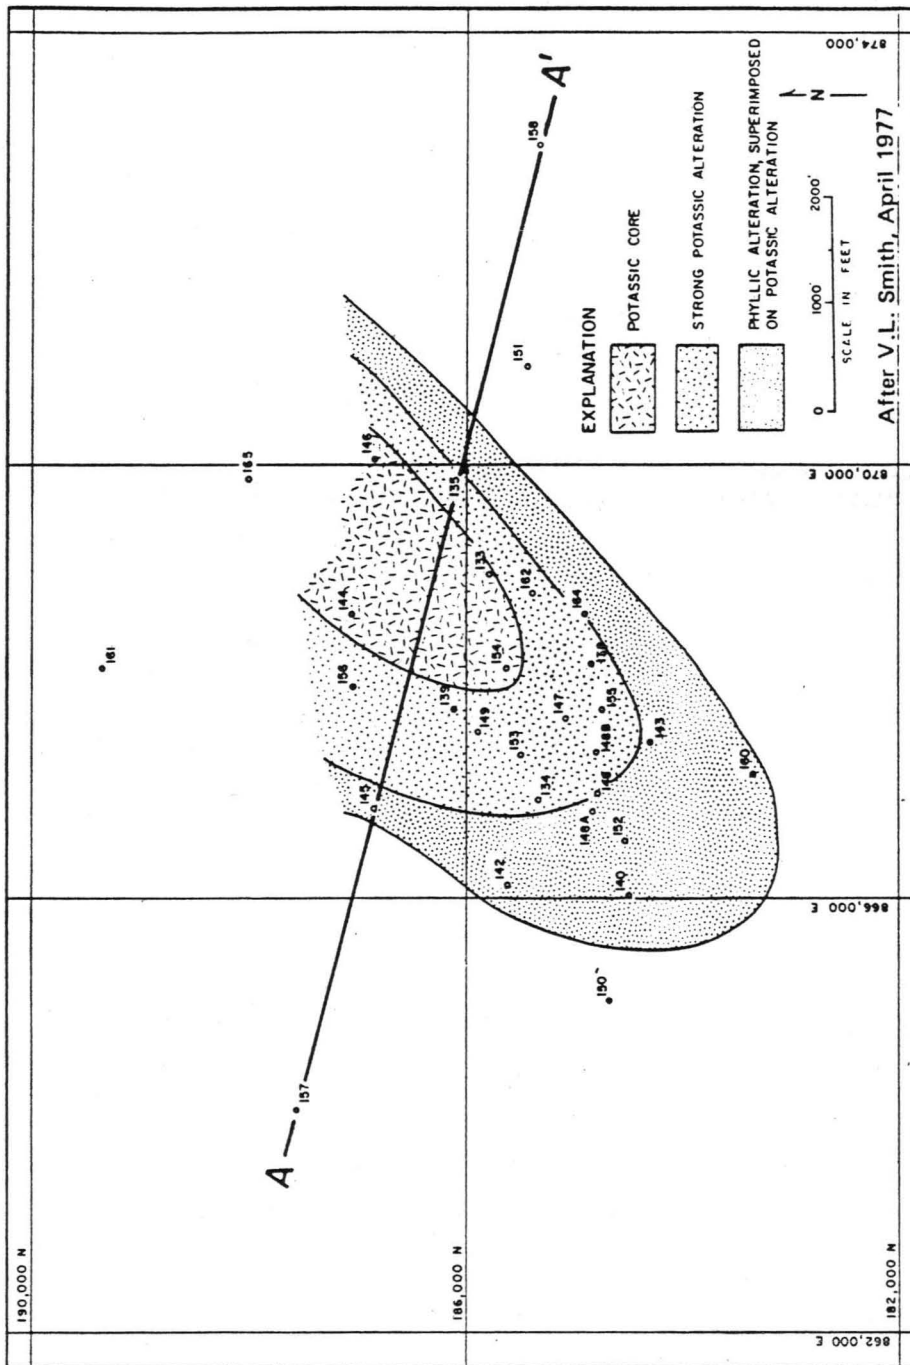 190,000 N
161
165
A
157
156
144
145
146
A'
139
135
186,000 N
149
133
142
153
154
158
134
162
151
147
164
150
148A
148
148B
155
140
152
143
160
182,000 N
862,000 E
866,000 E
870,000 E
874,000
EXPLANATION
POTASSIC CORE
STRONG POTASSIC ALTERATION
PHYLLIC ALTERATION, SUPERIMPOSED
ON POTASSIC ALTERATION
0 1000' 2000'
SCALE IN FEET
N
After V.L. Smith, April 1977